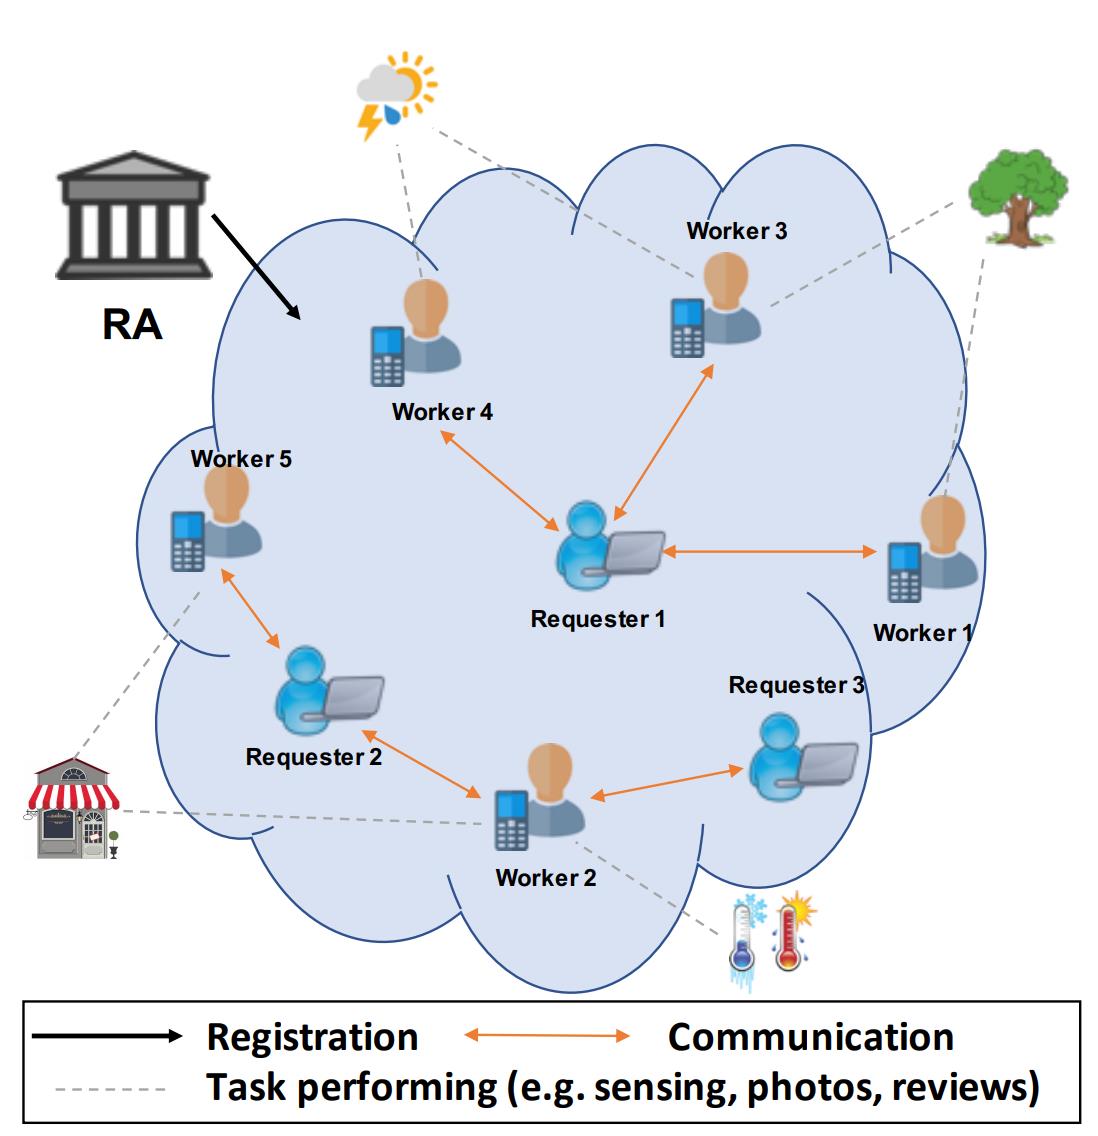 Worker 3
RA
Worker 4
Worker 5
Requester 1
Worker 1
Requester 3
Requester 2
Worker 2
Registration
Communication
Task performing (e.g. sensing, photos, reviews)